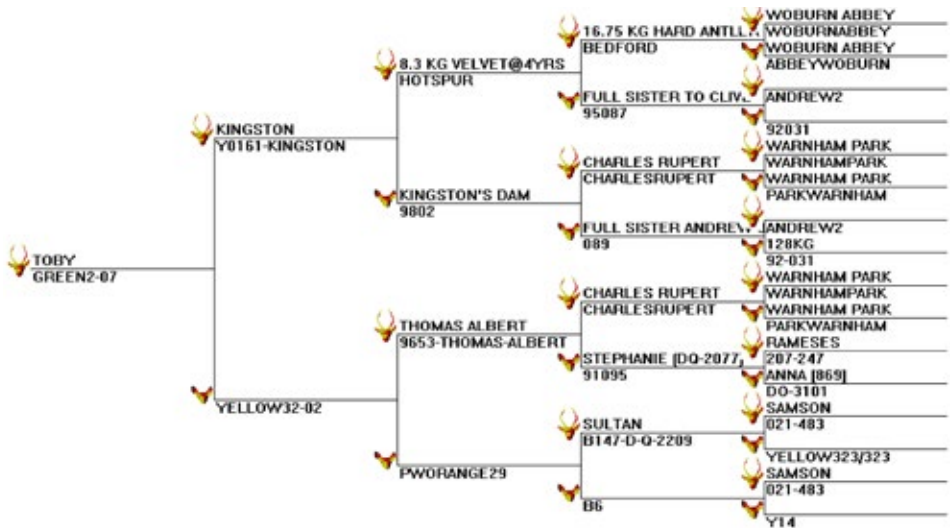 WOBURN ABBEY
16.75 KG HARD ANTLL
WOBURNABBEY
BEDFORD
WOBURN ABBEY
8.3 KG VELVET@4YRS
ABBEYWOBURN
HOTSPUR
FULL SISTER TO CLIVE
ANDREW2
95087
KINGSTON
92031
Y0161-KINGSTON
WARNHAM PARK
CHARLES RUPERT
WARNHAMPARK
CHARLESRUPERT
WARNHAM PARK
KINGSTON'S DAM
PARKWARNHAM
9802
FULL SISTER ANDREW
ANDREW2
089
128KG
92-031
TOBY
GREEN2-07
WARNHAM PARK
CHARLES RUPERT
WARNHAMPARK
CHARLESRUPERT
WARNHAM PARK
THOMAS ALBERT
PARKWARNHAM
9653-THOMAS-ALBERT
RAMESES
STEPHANIE [DQ-2077]
207-247
91095
ANNA [869]
DO-3101
YELLOW32-02
SAMSON
SULTAN
021-483
B147-D-Q-2209
YELLOW323/323
PWORANGE29
SAMSON
021-483
B6
Y14